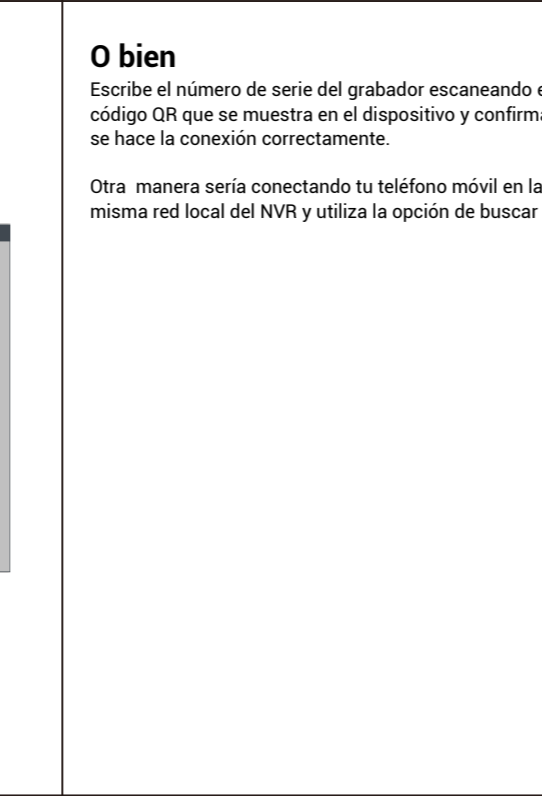 O bien
Escribe el número de serie del grabador escaneando
código QR que se muestra en el dispositivo y
se hace la conexión correctamente.
Otra manera sería conectando tu teléfono móvil en la
misma red local del NVR y utiliza la opción de buscar